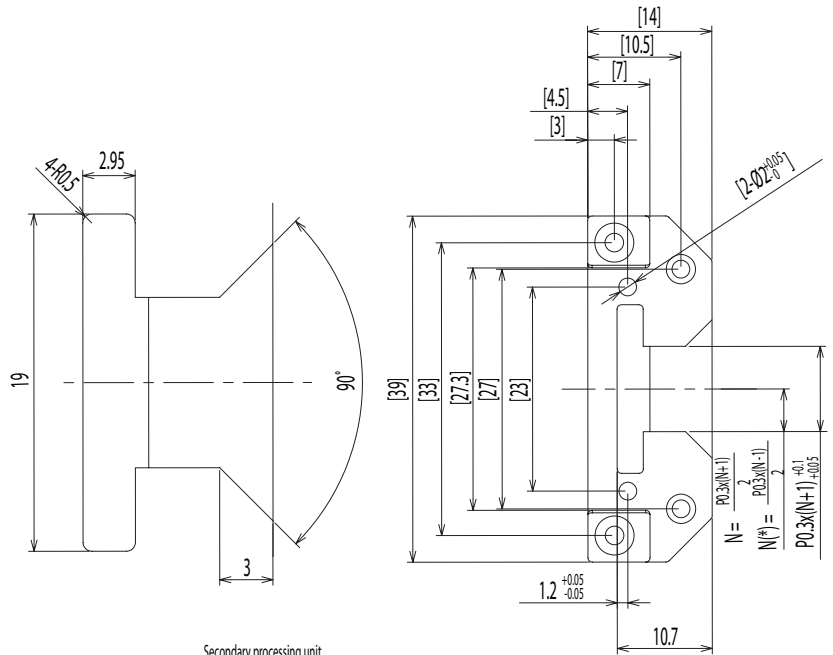 [14]
[10.5]
[7]
[4.5]
[3]
4-R0.5
2.95
[2-Ø2 +0.05 -0]
19
90°
[39]
[33]
[27.3]
[27]
[23]
N = P0.3x(N+1) 2
N(*) = P0.3x(N-1) 2
P0.3x(N+1) +0.1 +0.05
3
1.2 +0.05 -0.05
10.7
Secondary processing unit